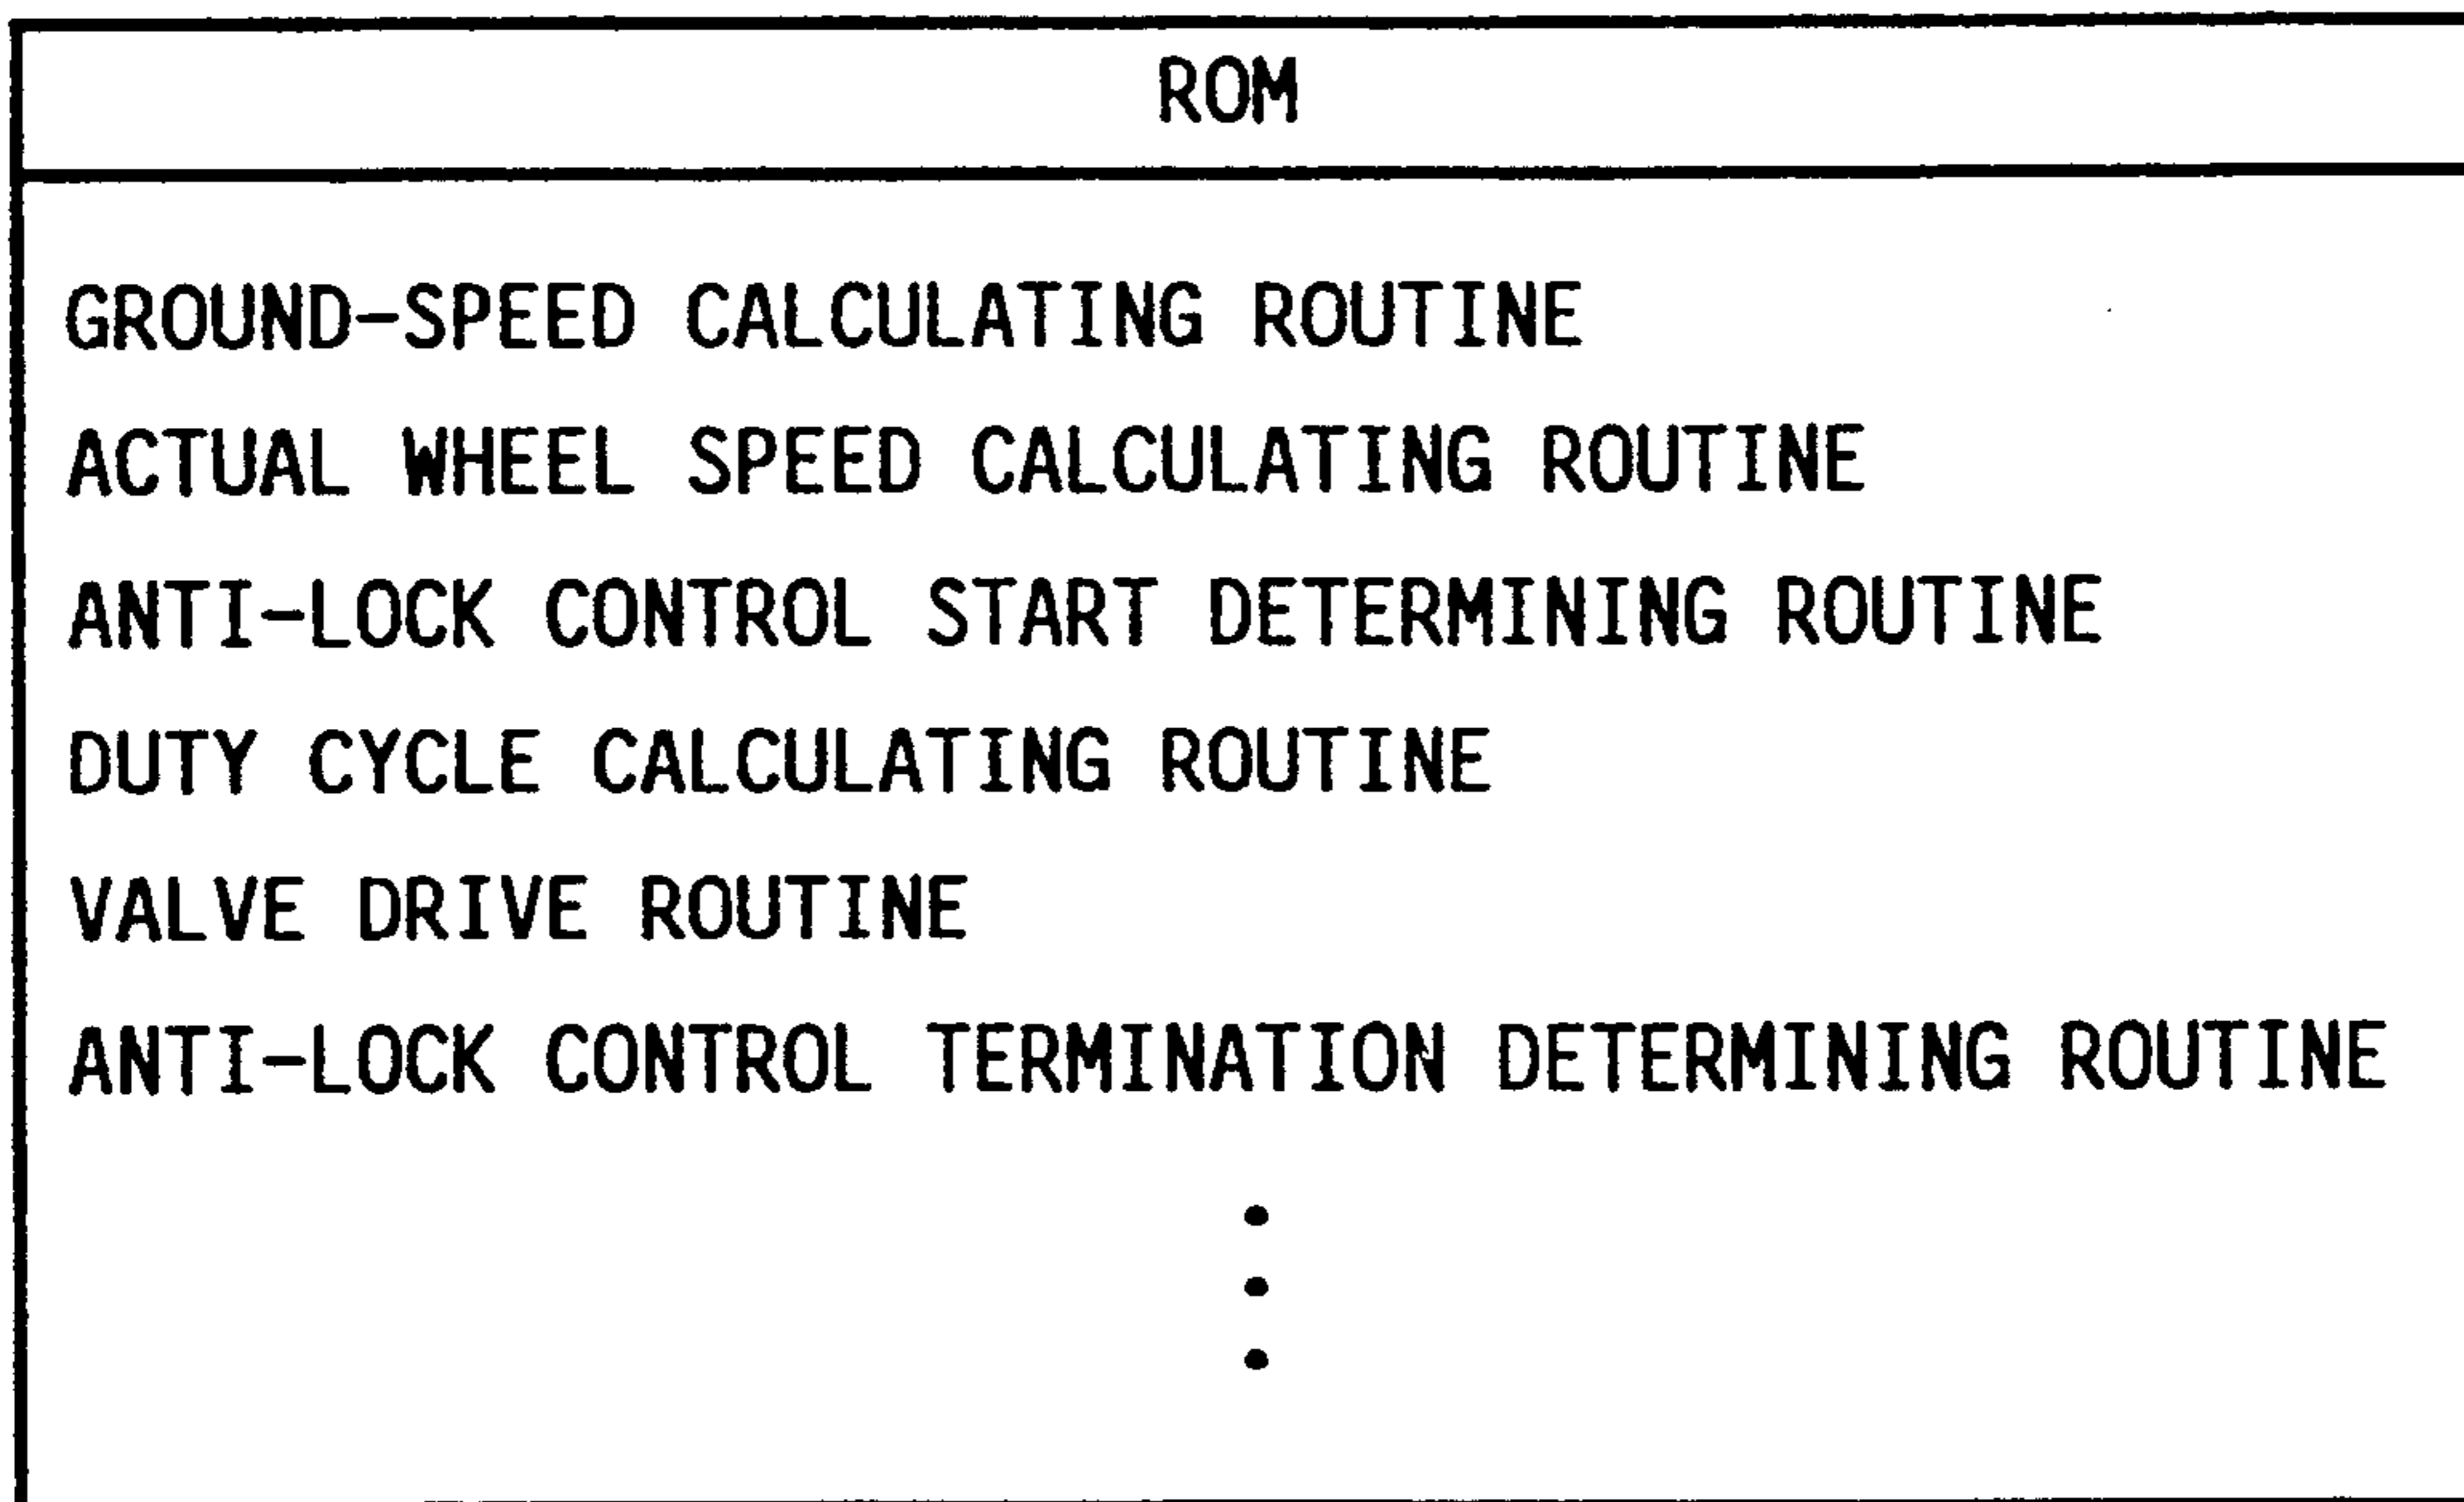 ROM
GROUND-SPEED CALCULATING ROUTINE
ACTUAL WHEEL SPEED CALCULATING ROUTINE
ANTI-LOCK CONTROL START DETERMINING ROUTINE
DUTY CYCLE CALCULATING ROUTINE
VALVE DRIVE ROUTINE
ANTI-LOCK CONTROL TERMINATION DETERMINING ROUTINE